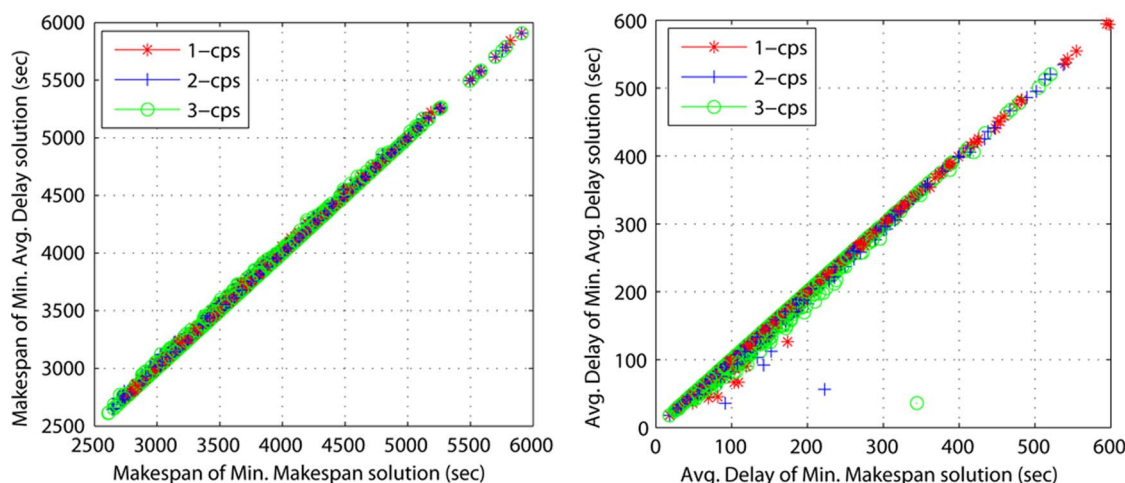 Makespan of Min. Avg. Delay solution (sec)
6000
5500
5000
4500
4000
3500
3000
2500
1−cps
2−cps
3−cps
2500 3000 3500 4000 4500 5000 5500 6000
Makespan of Min. Makespan solution (sec)
Avg. Delay of Min. Avg. Delay solution (sec)
600
500
400
300
200
100
0
1−cps
2−cps
3−cps
0 100 200 300 400 500 600
Avg. Delay of Min. Makespan solution (sec)